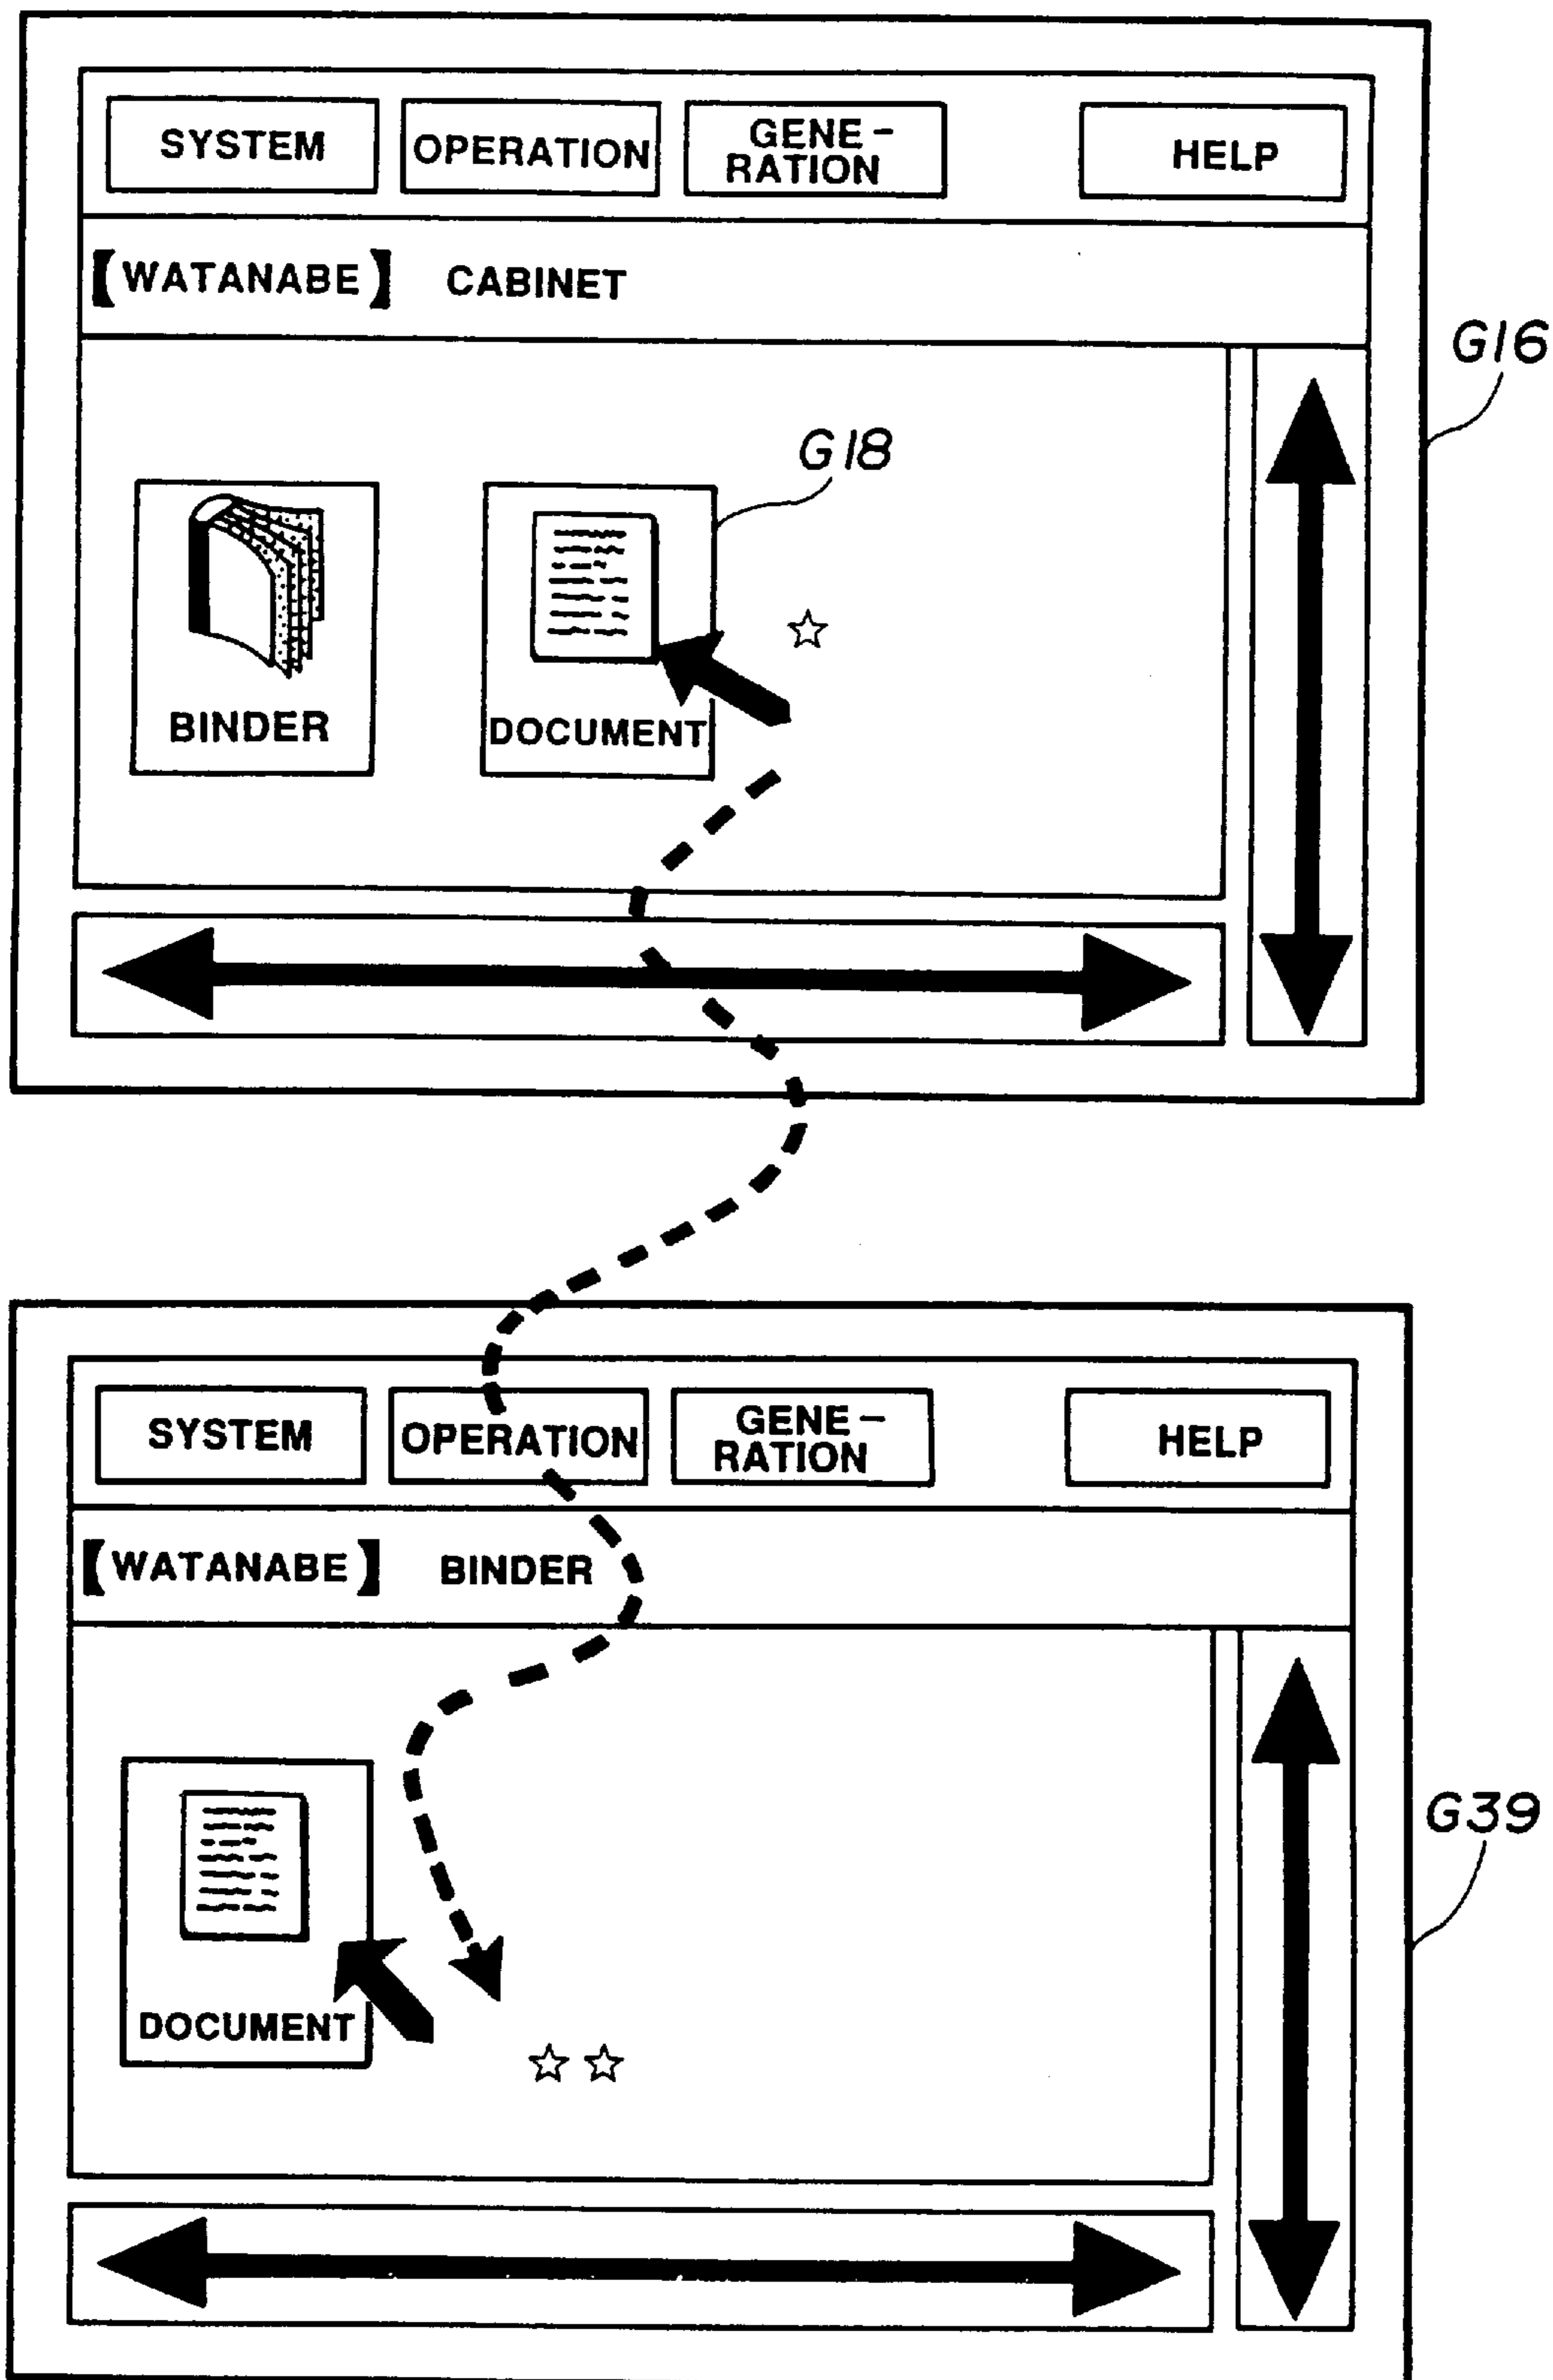 SYSTEM OPERATION GENE-
RATION HELP
【WATANABE】 CABINET
G16
G18
☆
BINDER DOCUMENT
SYSTEM OPERATION GENE-
RATION HELP
【WATANABE】 BINDER
G39
DOCUMENT
☆☆